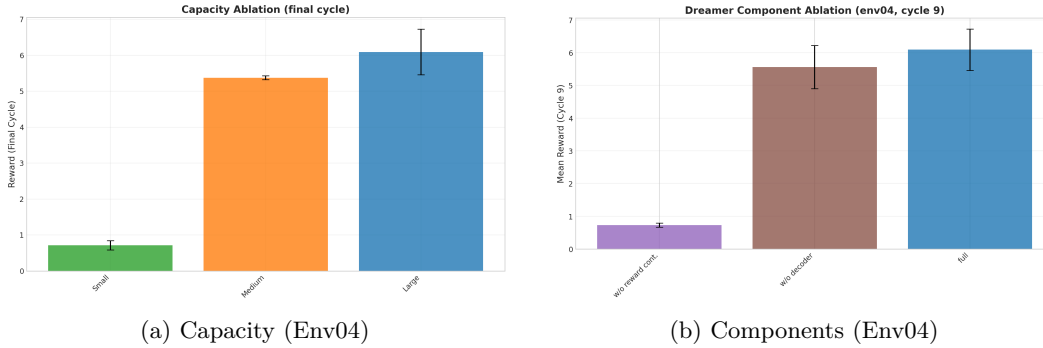 Capacity Ablation (final cycle)
Reward (Final Cycle)
7
6
5
4
3
2
1
0
Small
Medium
Large
(a) Capacity (Env04)
Dreamer Component Ablation (env04, cycle 9)
Mean Reward (Cycle 9)
7
6
5
4
3
2
1
0
w/o reward cont.
w/o decoder
full
(b) Components (Env04)